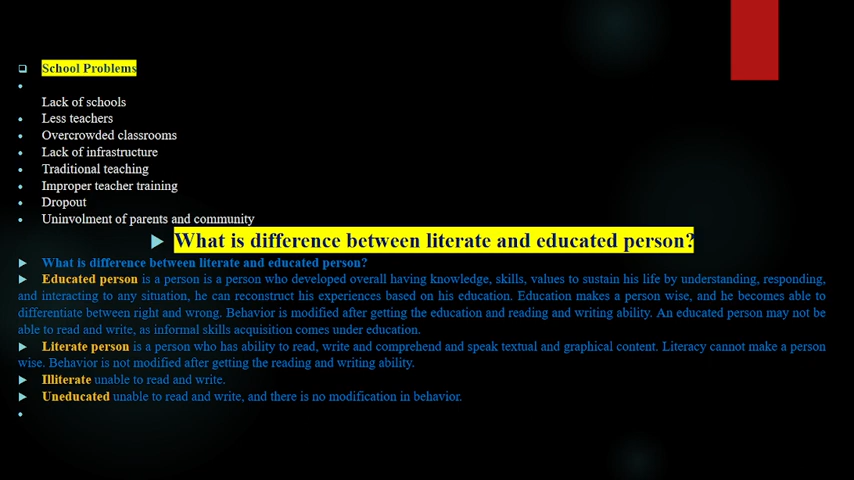 School Problems
Lack of schools
Less teachers
Overcrowded classrooms
Lack of infrastructure
Traditional teaching
Improper teacher training
Dropout
Uninvolment of parents and community
What is difference between literate and educated person?
What is difference between literate and educated person?
Educated person is a person is a person who developed overall having knowledge, skills, values to sustain his life by understanding, responding,
and interacting to any situation, he can reconstruct his experiences based on his education. Education makes a person wise, and he becomes able to
differentiate between right and wrong. Behavior is modified after getting the education and reading and writing ability. An educated person may not be
able to read and write, as informal skills acquisition comes under education.
Literate person is a person who has ability to read, write and comprehend and speak textual and graphical content. Literacy cannot make a person
wise. Behavior is not modified after getting the reading and writing ability.
Illiterate unable to read and write.
Uneducated unable to read and write, and there is no modification in behavior.